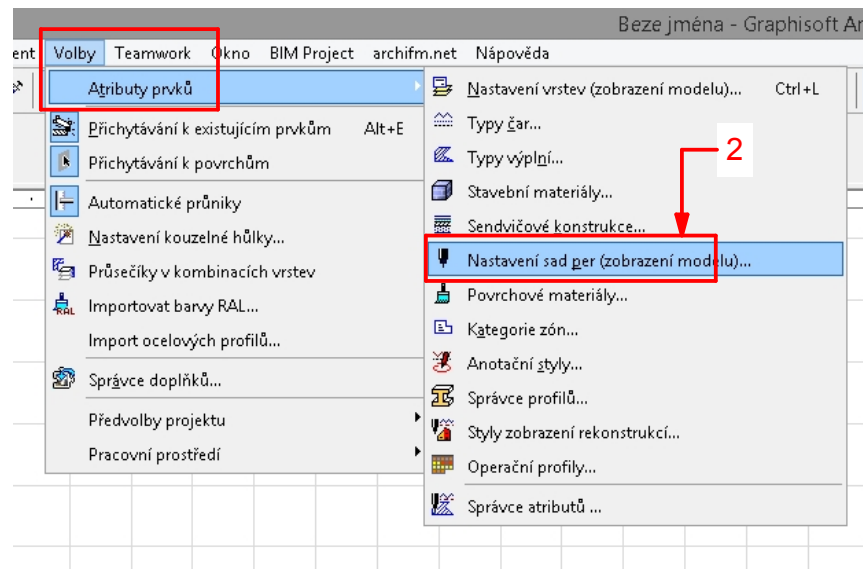 Beze jména - Graphisoft Ar
ent Volby Teamwork Okno BIM Project archifm.net Nápověda
Atributy prvků
Přichytávání k existujícím prvkům Alt+E
Přichytávání k povrchům
Automatické průniky
Nastavení kouzelné hůlky...
Průsečíky v kombinacích vrstev
RAL Importovat barvy RAL...
Import ocelových profilů...
Správce doplňků...
Předvolby projektu
Pracovní prostředí
Nastavení vrstev (zobrazení modelu)... Ctrl+L
Typy čar...
Typy výplní...
2
Stavební materiály...
Sendvičové konstrukce...
Nastavení sad per (zobrazení modelu)...
Povrchové materiály...
Kategorie zón...
Anotační styly...
Správce profilů...
Styly zobrazení rekonstrukcí...
Operační profily...
Správce atributů ...